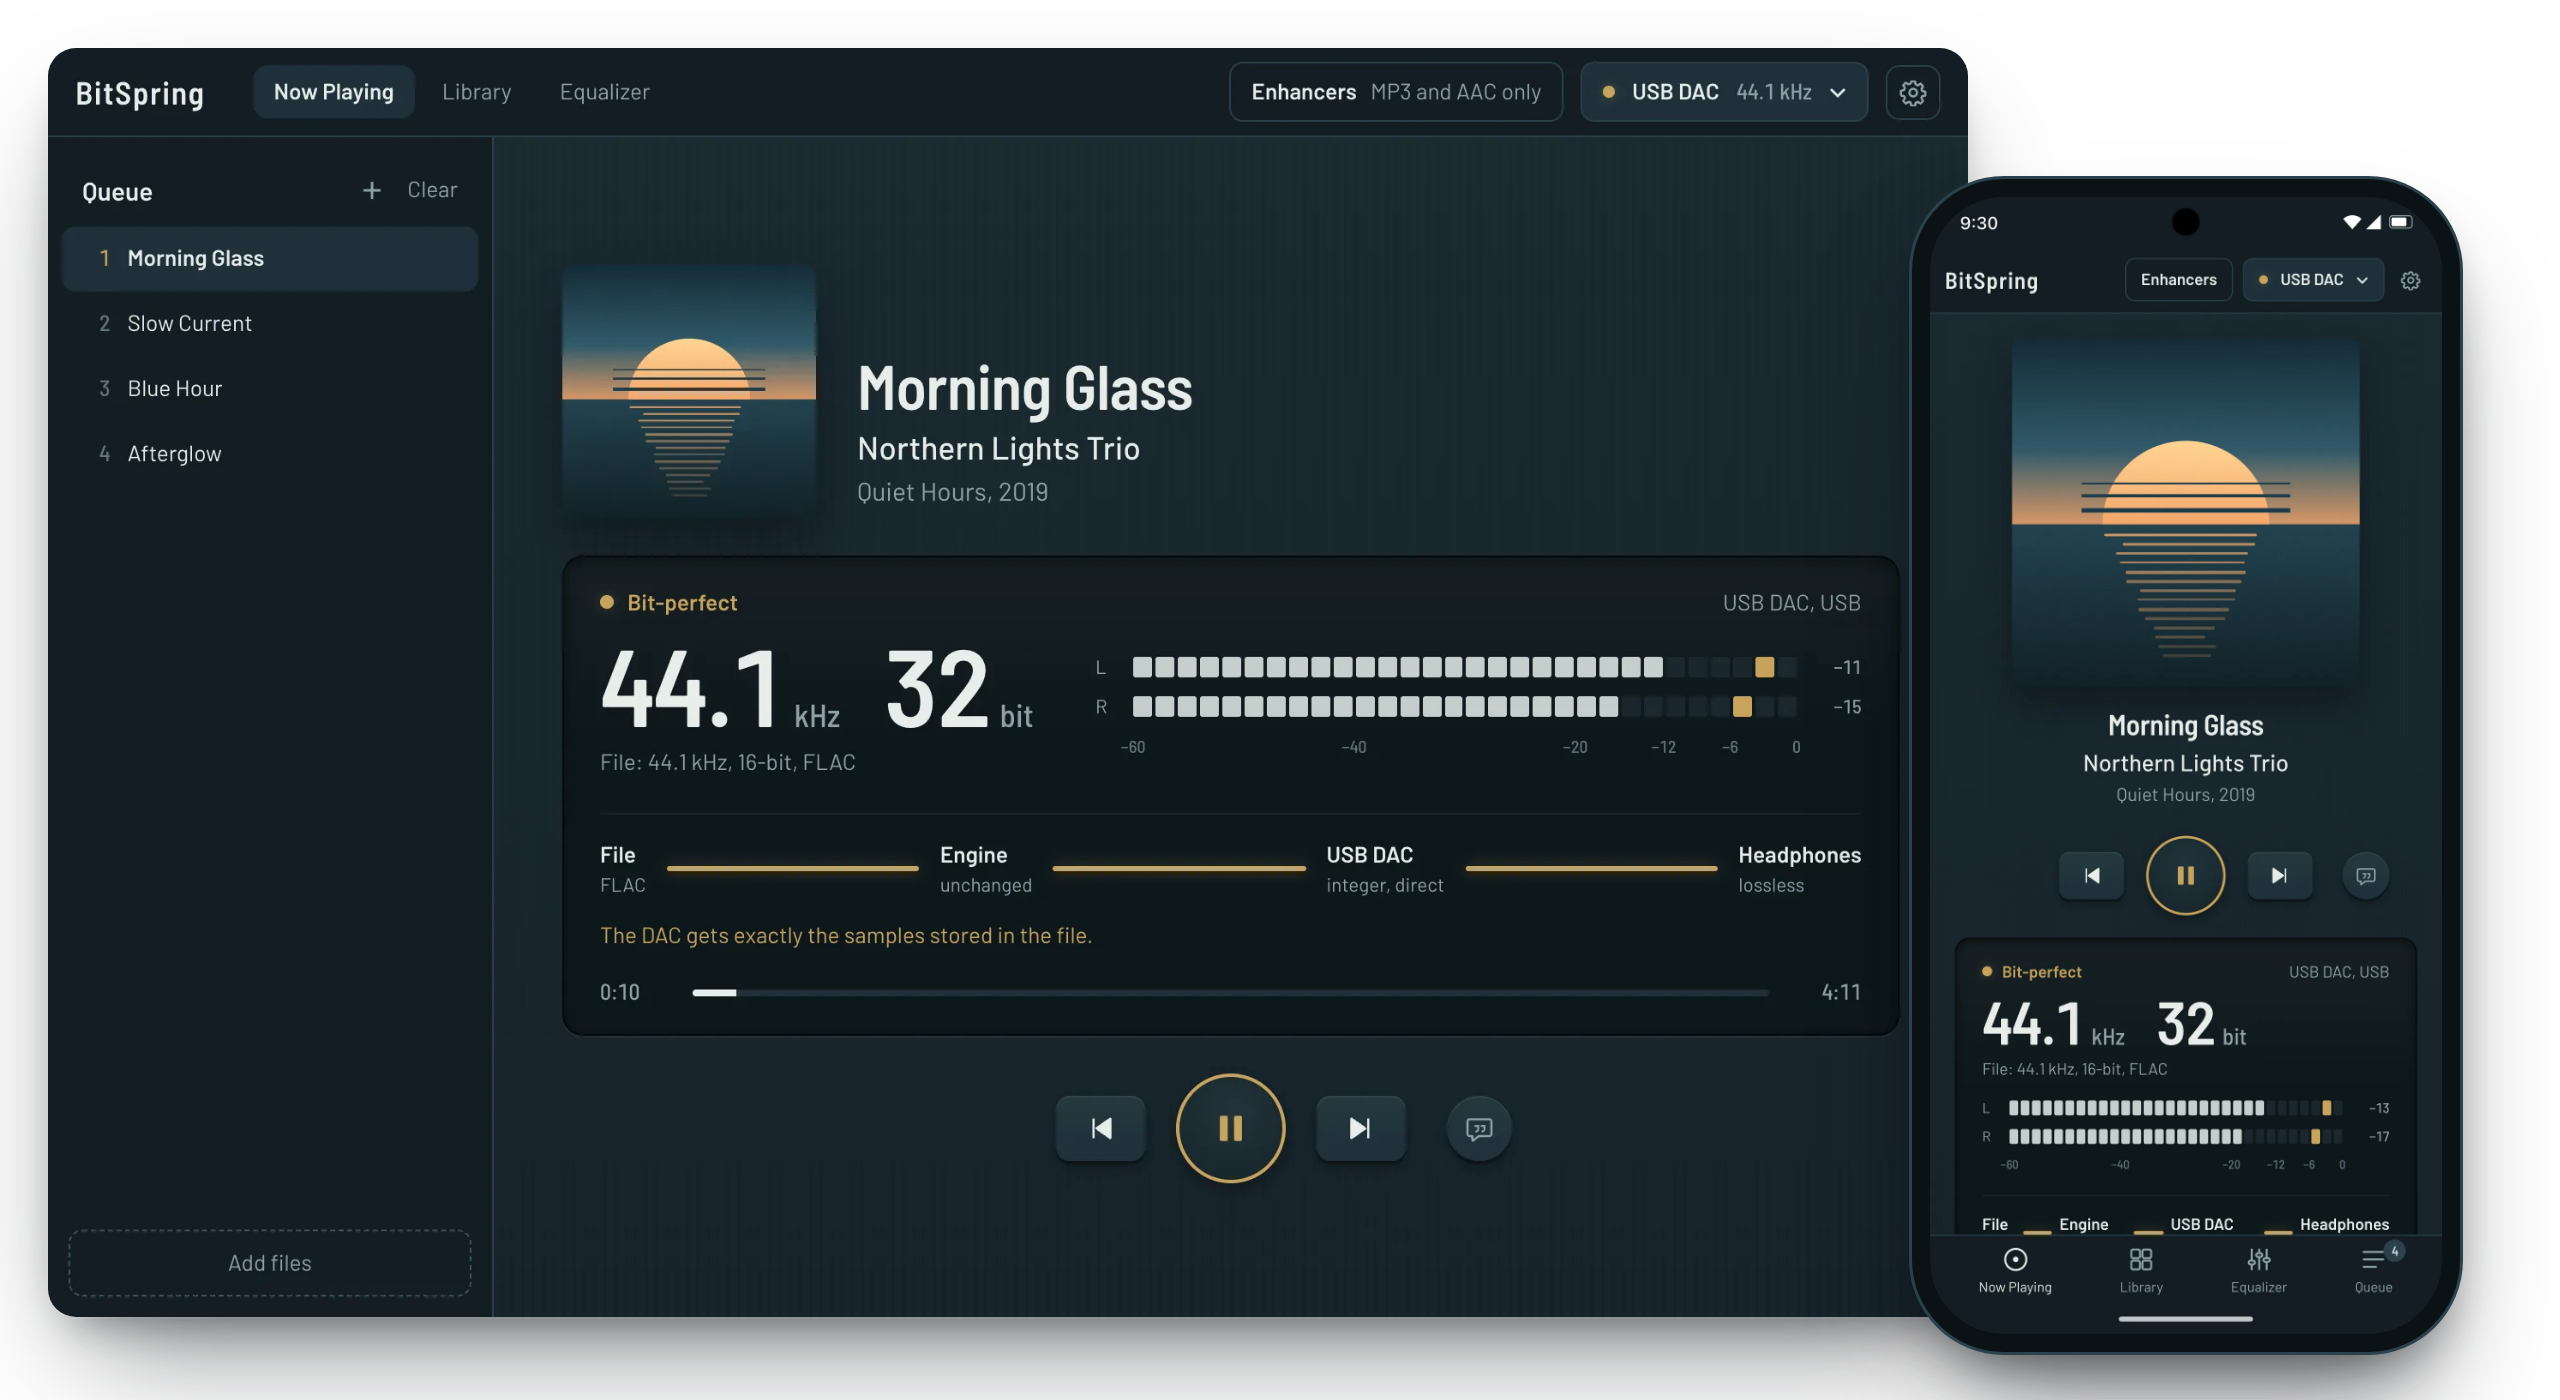 BitSpring Now Playing Library Equalizer Enhancers MP3 and AAC only USB DAC 44.1 kHz
Queue + Clear
1 Morning Glass
2 Slow Current
3 Blue Hour
4 Afterglow
Add files
Morning Glass
Northern Lights Trio
Quiet Hours, 2019
Bit-perfect USB DAC, USB
44.1 kHz 32 bit
L -11
R -15
-60 -40 -20 -12 -6 0
File: 44.1 kHz, 16-bit, FLAC
File Engine USB DAC Headphones
FLAC unchanged integer, direct lossless
The DAC gets exactly the samples stored in the file.
0:10 4:11
9:30
BitSpring Enhancers USB DAC
Morning Glass
Northern Lights Trio
Quiet Hours, 2019
Bit-perfect USB DAC, USB
44.1 kHz 32 bit
File: 44.1 kHz, 16-bit, FLAC
L -13
R -17
-60 -40 -20 -12 -6 0
File Engine USB DAC Headphones
4
Now Playing Library Equalizer Queue